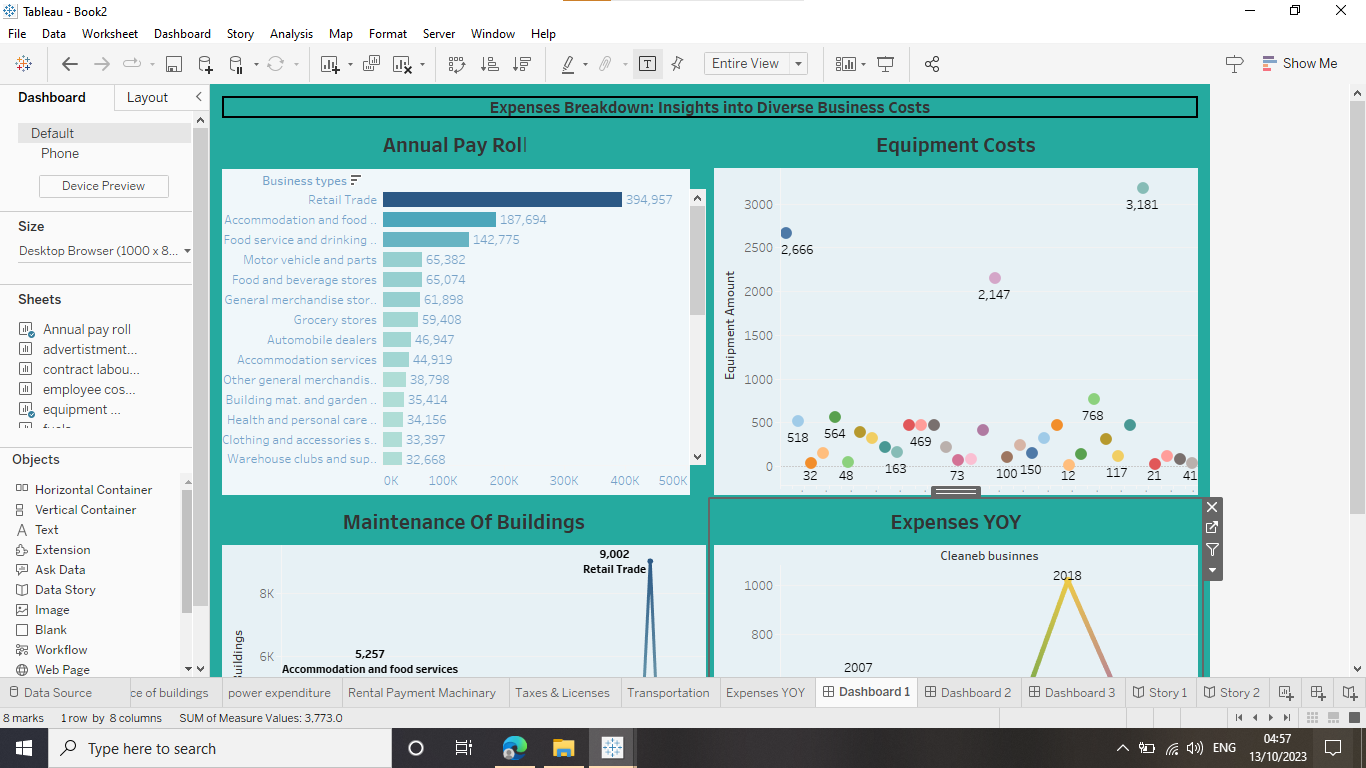 Tableau - Book2
File Data Worksheet Dashboard Story Analysis Map Format Server Window Help
Entire View
Show Me
Dashboard Layout
Default
Phone
Device Preview
Size
Desktop Browser (1000 x 8...
Sheets
Annual pay roll
advertistment...
contract labou...
employee cos...
equipment ...
Objects
Horizontal Container
Vertical Container
Text
Extension
Ask Data
Data Story
Image
Blank
Workflow
Web Page
Expenses Breakdown: Insights into Diverse Business Costs
Annual Pay Roll
Business types
Retail Trade 394,957
Accommodation and food .. 187,694
Food service and drinking .. 142,775
Motor vehicle and parts 65,382
Food and beverage stores 65,074
General merchandise stor.. 61,898
Grocery stores 59,408
Automobile dealers 46,947
Accommodation services 44,919
Other general merchandis.. 38,798
Building mat. and garden .. 35,414
Health and personal care .. 34,156
Clothing and accessories s.. 33,397
Warehouse clubs and sup.. 32,668
0K 100K 200K 300K 400K 500K
Equipment Costs
Equipment Amount
3000
2500
2000
1500
1000
500
0
3,181
2,666
2,147
768
518 564 469
163
32 48 73 100 150 12 117 21 41
Maintenance Of Buildings
9,002
Retail Trade
8K
6K
5,257
Accommodation and food services
Expenses YOY
Cleaneb businnes
2018
1000
800
2007
Data Source ce of buildings power expenditure Rental Payment Machinary Taxes & Licenses Transportation Expenses YOY Dashboard 1 Dashboard 2 Dashboard 3 Story 1 Story 2
8 marks 1 row by 8 columns SUM of Measure Values: 3,773.0
Type here to search
ENG
04:57
13/10/2023